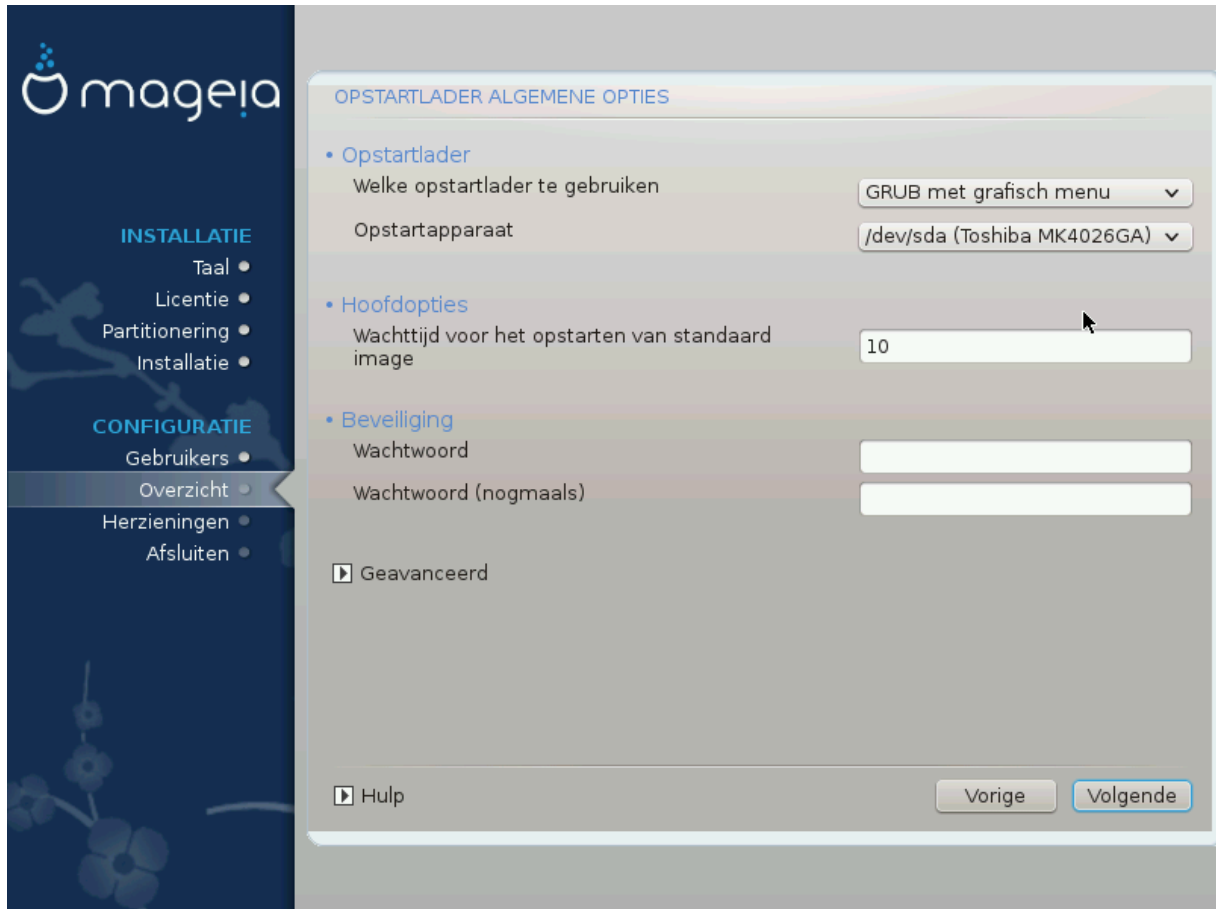 mageia
INSTALLATIE
Taal
Licentie
Partitionering
Installatie
CONFIGURATIE
Gebruikers
Overzicht
Herzieningen
Afsluiten
OPSTARTLADER ALGEMENE OPTIES
• Opstartlader
Welke opstartlader te gebruiken
GRUB met grafisch menu
Opstartapparaat
/dev/sda (Toshiba MK4026GA)
• Hoofdopties
Wachttijd voor het opstarten van standaard
image
10
• Beveiliging
Wachtwoord
Wachtwoord (nogmaals)
Geavanceerd
Hulp
Vorige
Volgende